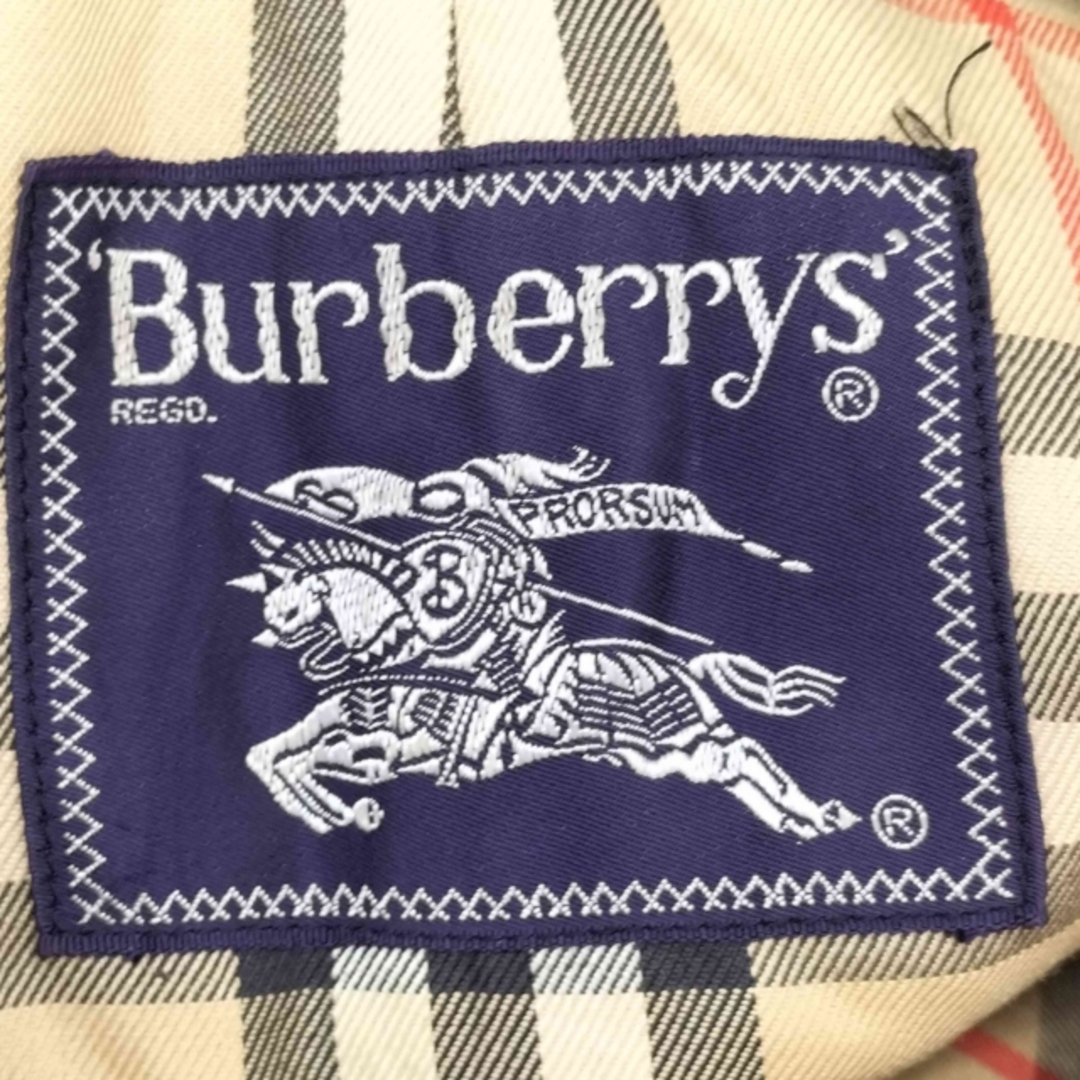 ‘Burberrys’
REGD. ®
B PRORSUM
B
®